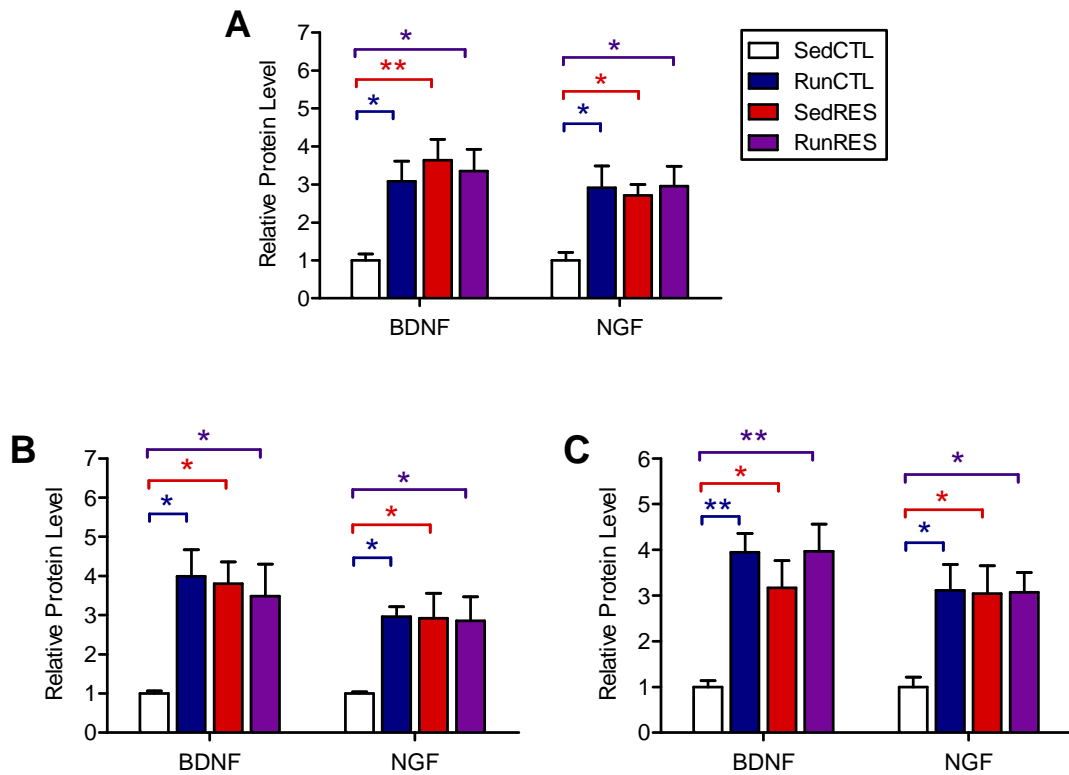 A
Relative Protein Level
7
6
5
4
3
2
1
0
*
**
*
*
*
*
BDNF
NGF
SedCTL
RunCTL
SedRES
RunRES
B
Relative Protein Level
7
6
5
4
3
2
1
0
*
*
*
*
*
*
BDNF
NGF
C
Relative Protein Level
6
5
4
3
2
1
0
**
*
**
*
*
*
BDNF
NGF